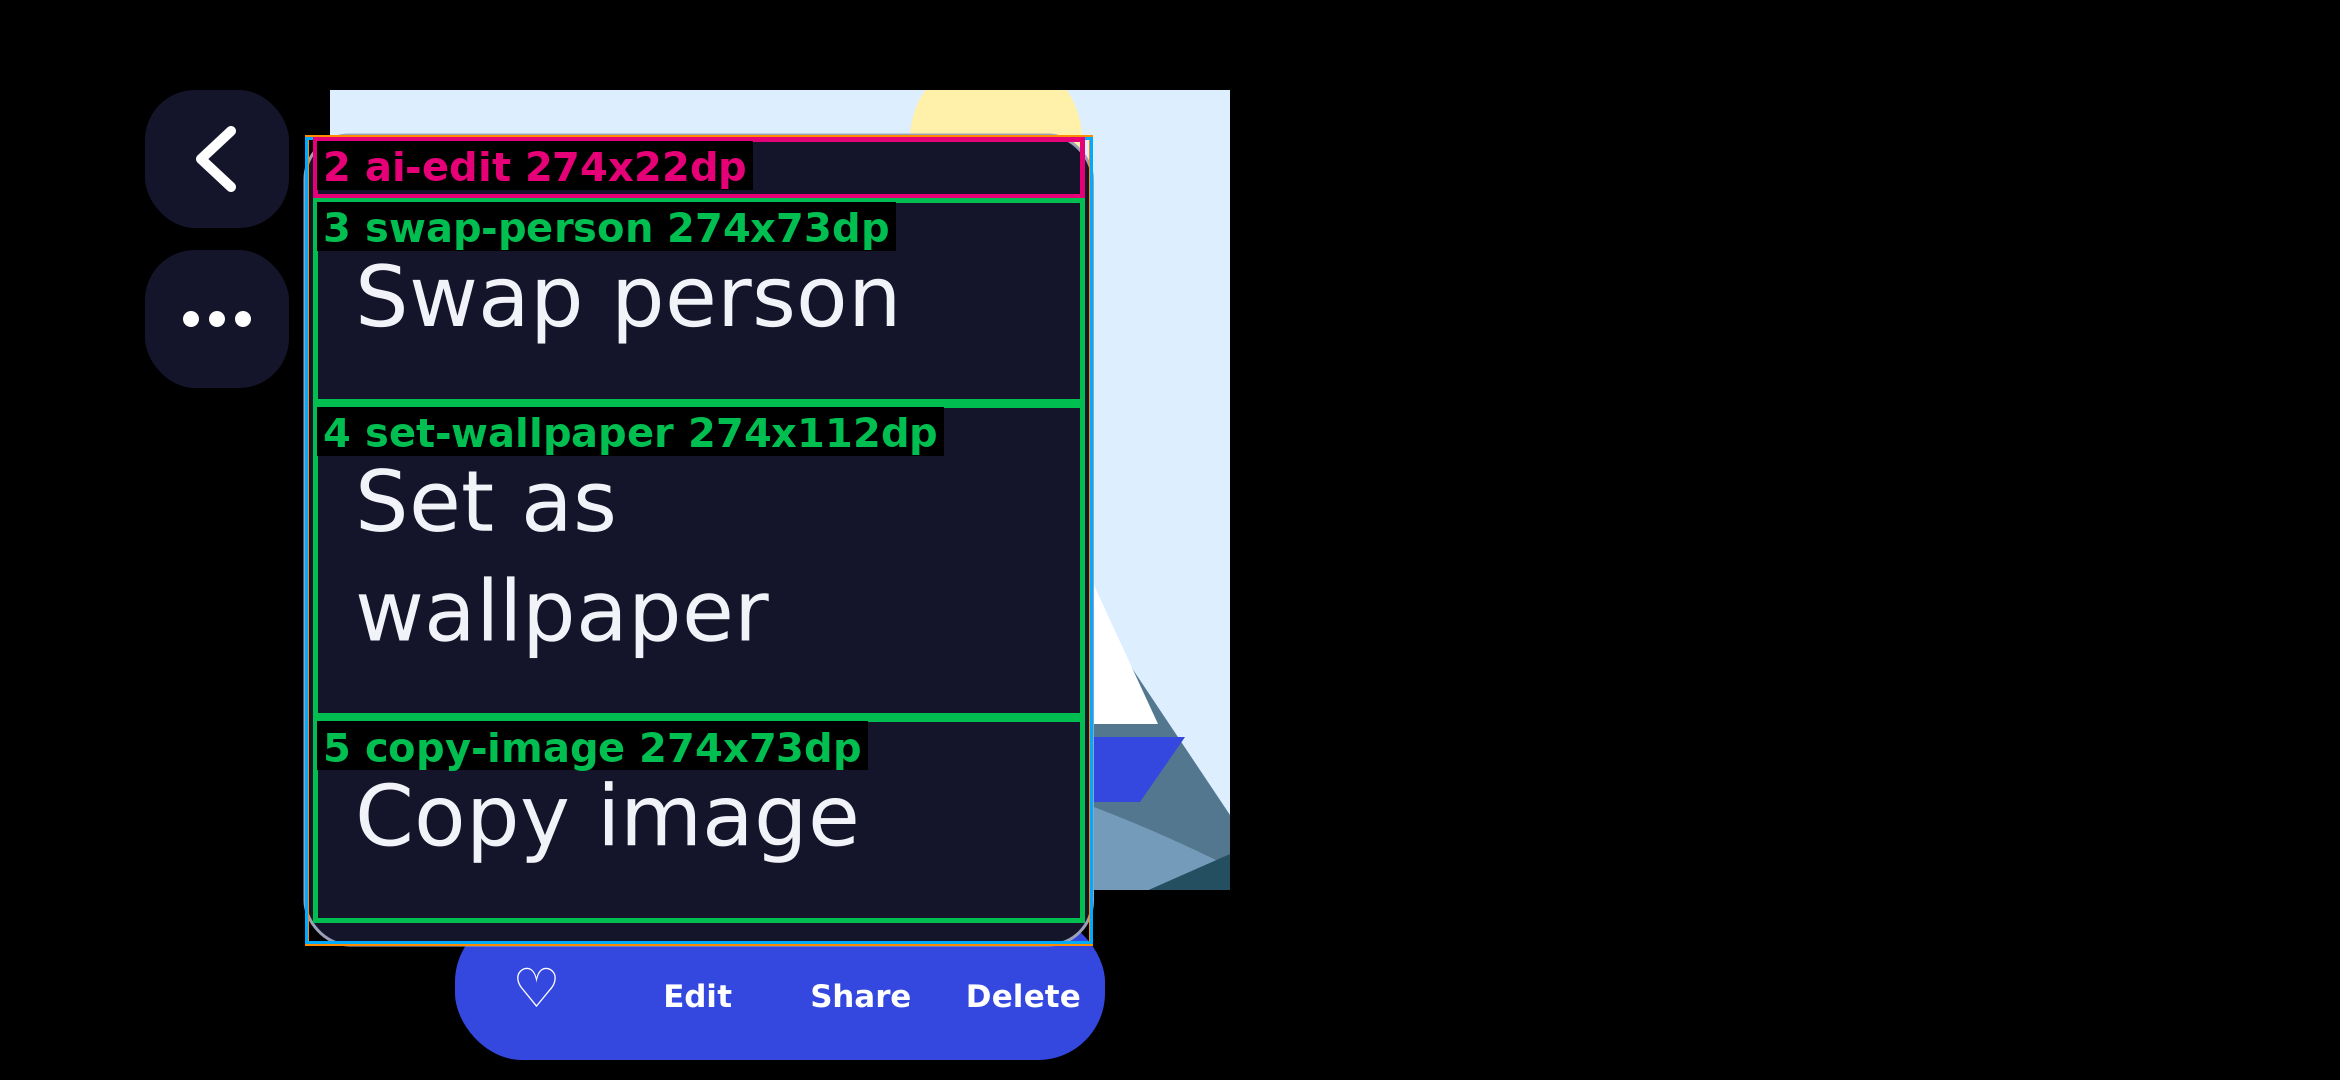 2 ai-edit 274x22dp
3 swap-person 274x73dp
Swap person
4 set-wallpaper 274x112dp
Set as
wallpaper
5 copy-image 274x73dp
Copy image
♡ Edit Share Delete